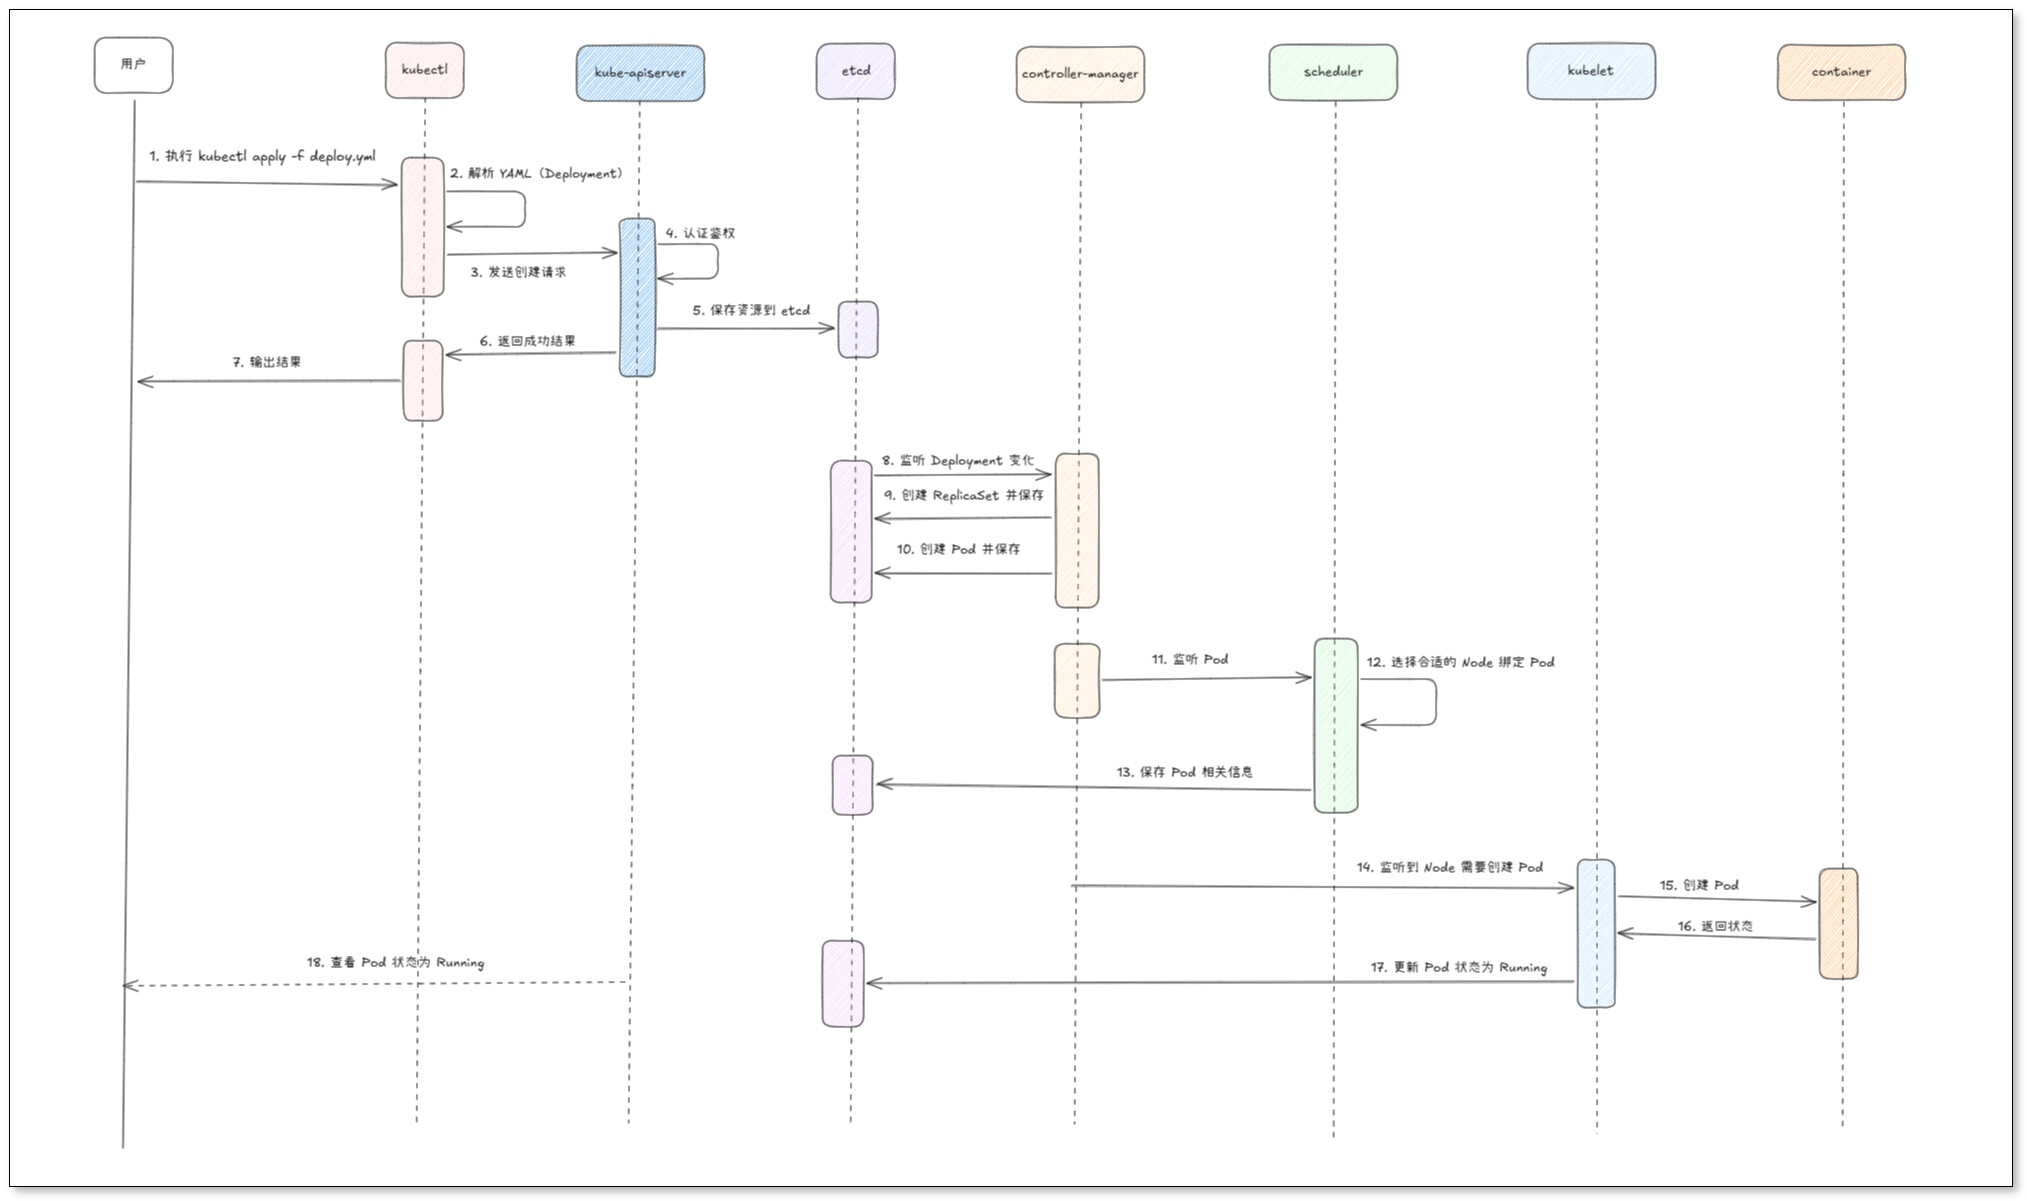 用户
kubectl
kube-apiserver
etcd
controller-manager
scheduler
kubelet
container
1. 执行 kubectl apply -f deploy.yml
2. 解析 YAML（Deployment）
3. 发送创建请求
4. 认证鉴权
5. 保存资源到 etcd
6. 返回成功结果
7. 输出结果
8. 监听 Deployment 变化
9. 创建 ReplicaSet 并保存
10. 创建 Pod 并保存
11. 监听 Pod
12. 选择合适的 Node 绑定 Pod
13. 保存 Pod 相关信息
14. 监听到 Node 需要创建 Pod
15. 创建 Pod
16. 返回状态
17. 更新 Pod 状态为 Running
18. 查看 Pod 状态为 Running